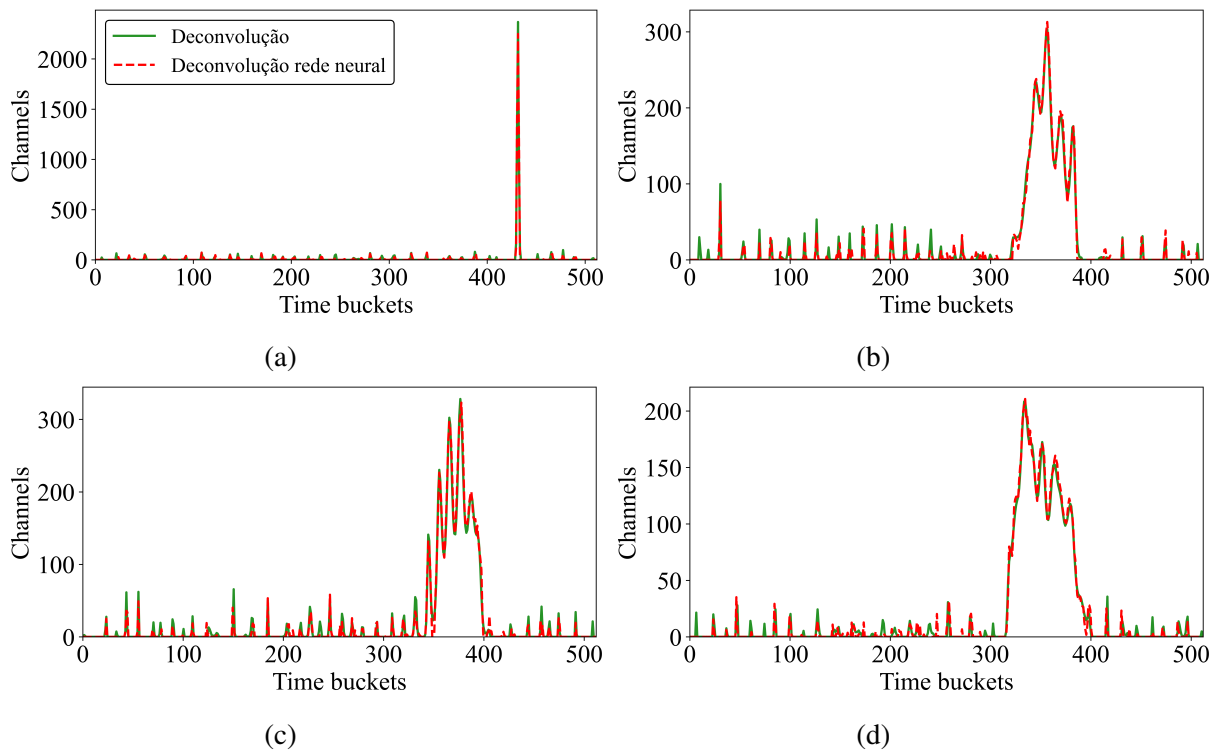 Deconvolução
Deconvolução rede neural
Channels
2000
1500
1000
500
0
0 100 200 300 400 500
Time buckets
(a)
Channels
300
200
100
0
0 100 200 300 400 500
Time buckets
(b)
Channels
300
200
100
0
0 100 200 300 400 500
Time buckets
(c)
Channels
200
150
100
50
0
0 100 200 300 400 500
Time buckets
(d)